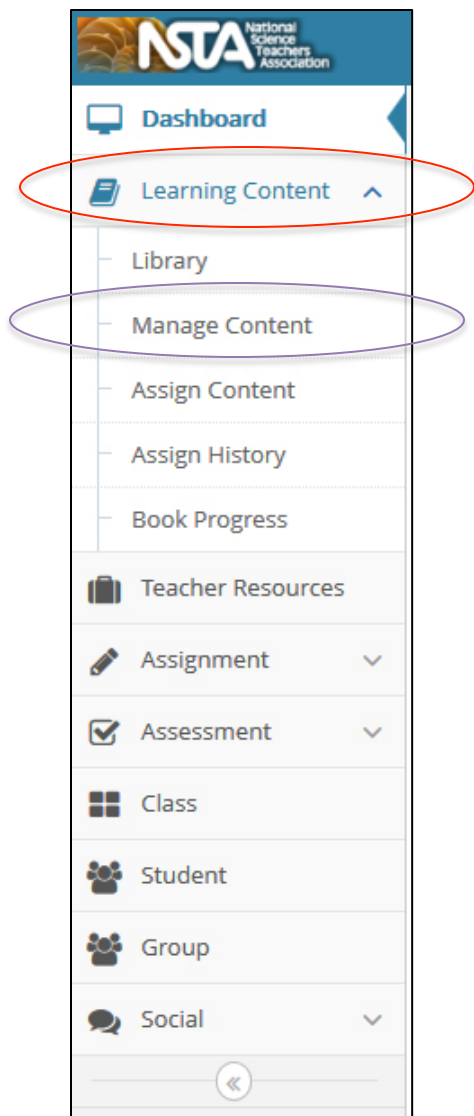 NSTA
National
Science
Teachers
Association
Dashboard
Learning Content
Library
Manage Content
Assign Content
Assign History
Book Progress
Teacher Resources
Assignment
Assessment
Class
Student
Group
Social